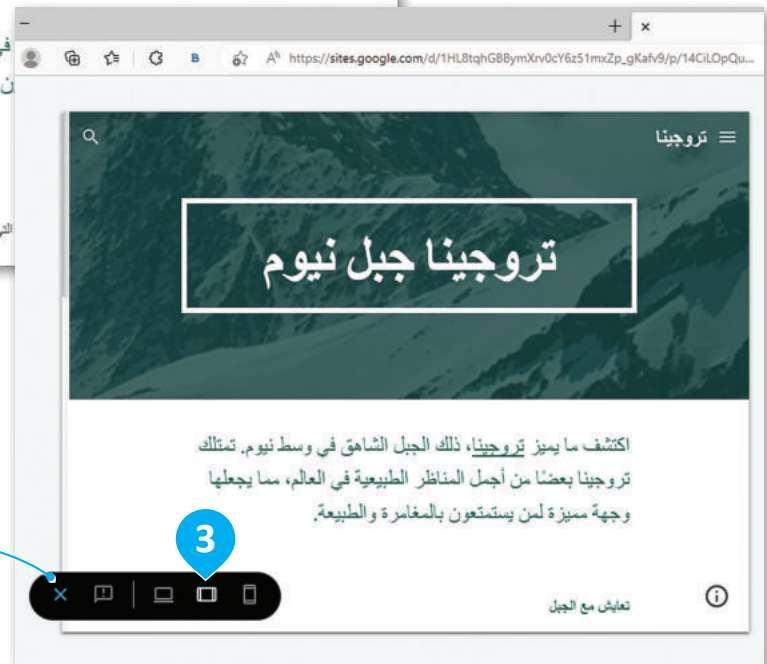 https://sites.google.com/d/1HL8tqhGBBymXrv0cY6z51mxZp_gKafv9/p/14CiLOpQu...
تروجينا
تروجينا جبل نيوم
اكتشف ما يميز تروجينا، ذلك الجبل الشاهق في وسط نيوم. تمتلك
تروجينا بعضًا من أجمل المناظر الطبيعية في العالم، مما يجعلها
وجهة مميزة لمن يستمتعون بالمغامرة والطبيعة.
3
تعايش مع الجبل